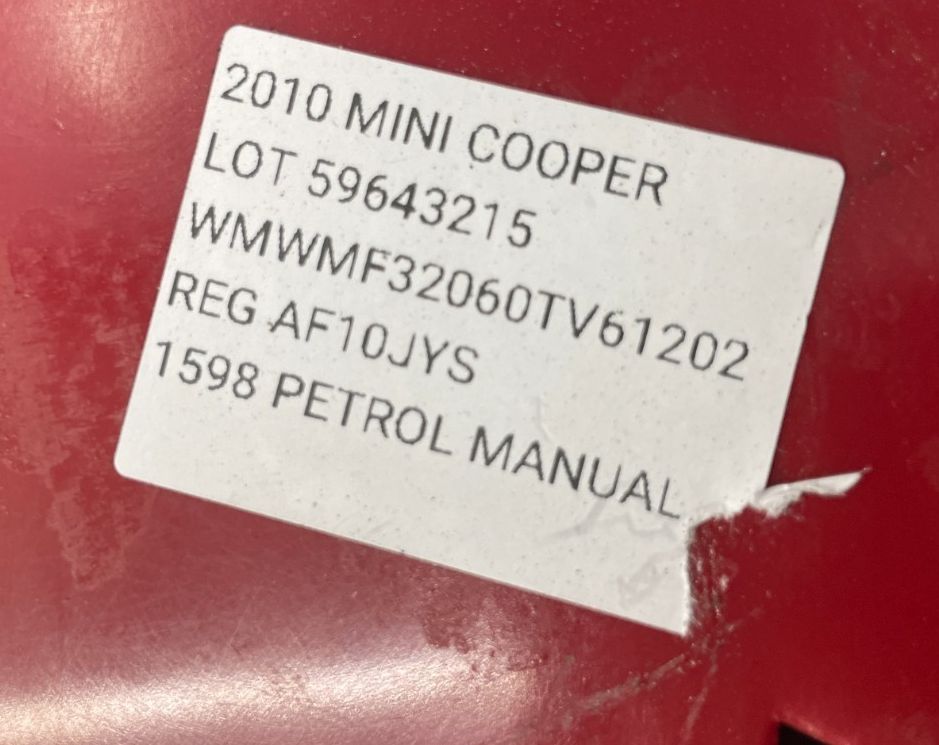 2010 MINI COOPER
LOT 59643215
WMWMF32060TV61202
REG AF10JYS
1598 PETROL MANUAL